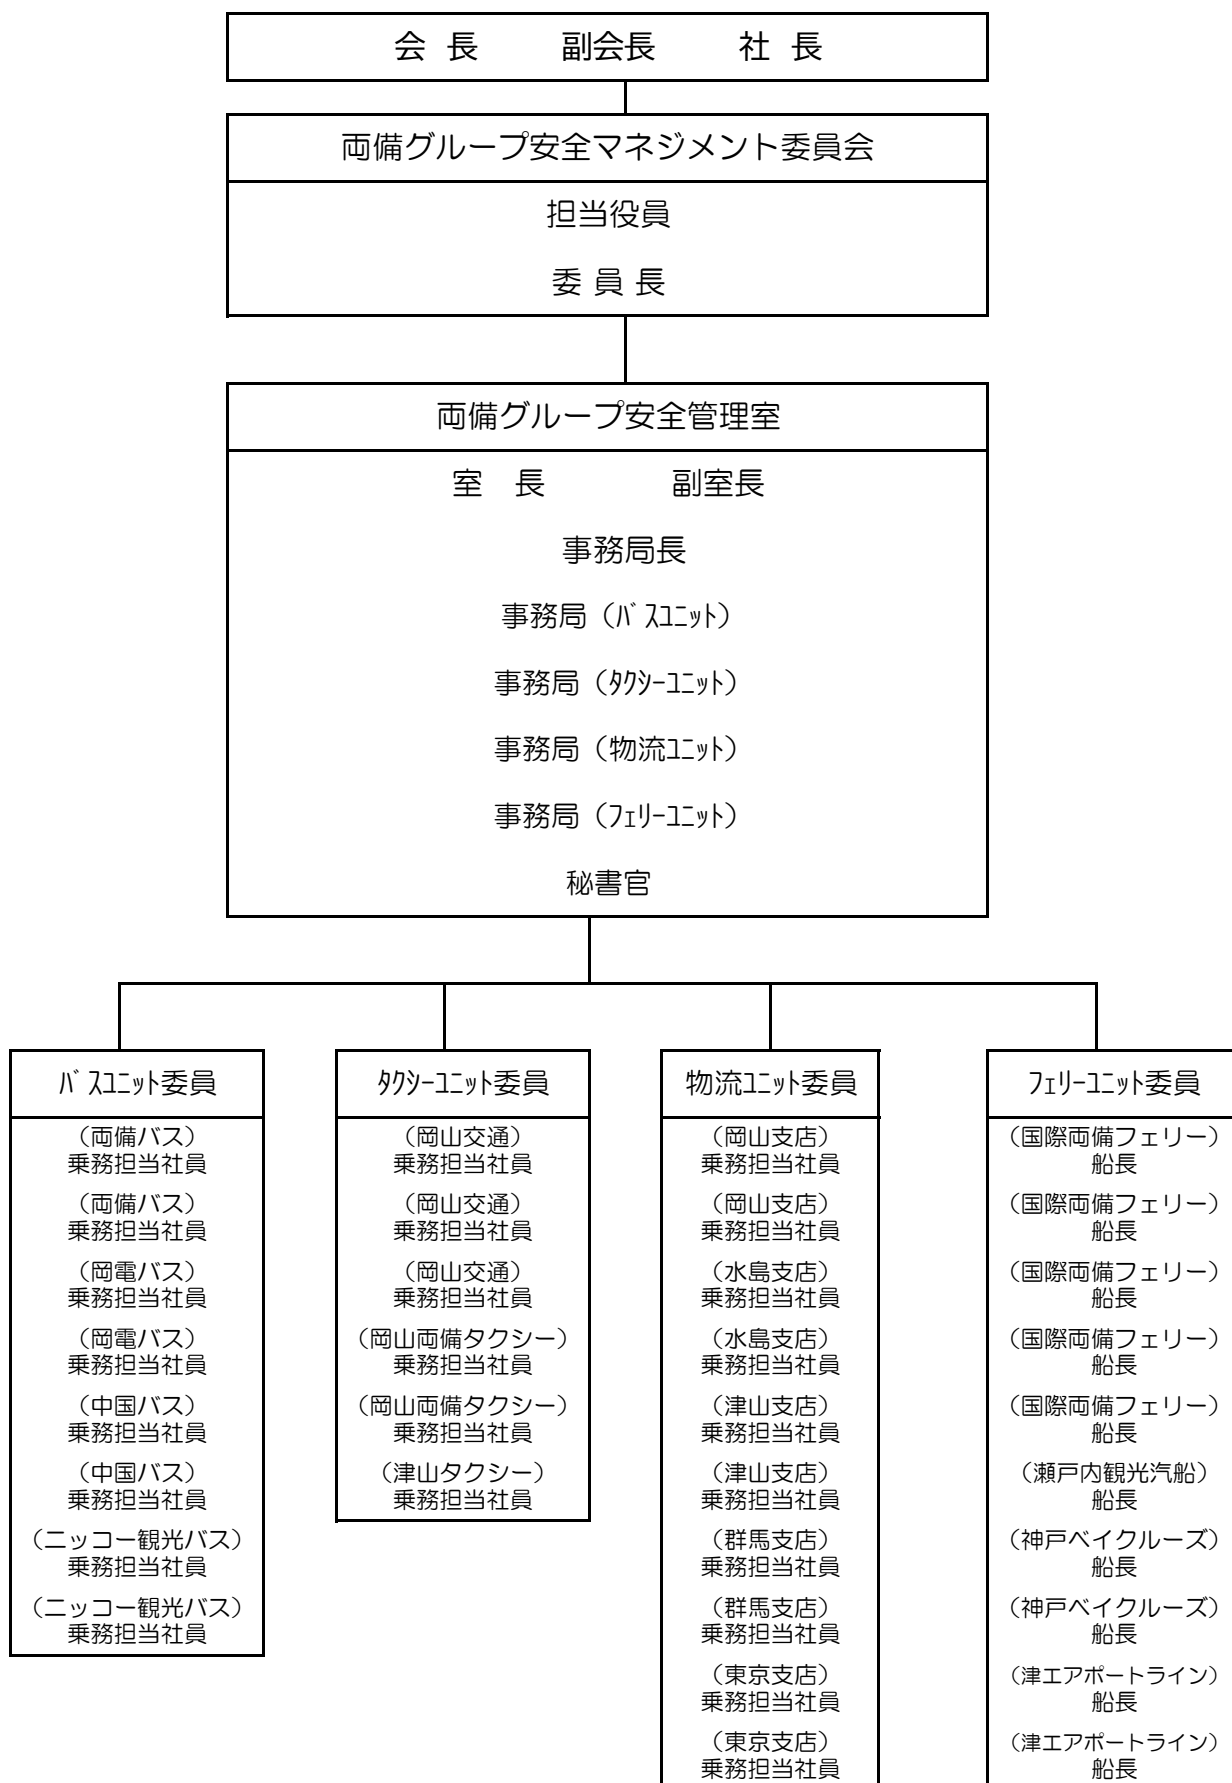 会 長 副会長 社 長
両備グループ安全マネジメント委員会
担当役員
委 員 長
両備グループ安全管理室
室 長 副室長
事務局長
事務局（ﾊﾞｽﾕﾆｯﾄ）
事務局（ﾀｸｼｰﾕﾆｯﾄ）
事務局（物流ﾕﾆｯﾄ）
事務局（ﾌｪﾘｰﾕﾆｯﾄ）
秘書官
ﾊﾞｽﾕﾆｯﾄ委員
（両備バス）
乗務担当社員
（両備バス）
乗務担当社員
（岡電バス）
乗務担当社員
（岡電バス）
乗務担当社員
（中国バス）
乗務担当社員
（中国バス）
乗務担当社員
（ニッコー観光バス）
乗務担当社員
（ニッコー観光バス）
乗務担当社員
ﾀｸｼｰﾕﾆｯﾄ委員
（岡山交通）
乗務担当社員
（岡山交通）
乗務担当社員
（岡山交通）
乗務担当社員
（岡山両備タクシー）
乗務担当社員
（岡山両備タクシー）
乗務担当社員
（津山タクシー）
乗務担当社員
物流ﾕﾆｯﾄ委員
（岡山支店）
乗務担当社員
（岡山支店）
乗務担当社員
（水島支店）
乗務担当社員
（水島支店）
乗務担当社員
（津山支店）
乗務担当社員
（津山支店）
乗務担当社員
（群馬支店）
乗務担当社員
（群馬支店）
乗務担当社員
（東京支店）
乗務担当社員
（東京支店）
乗務担当社員
ﾌｪﾘｰﾕﾆｯﾄ委員
（国際両備フェリー）
船長
（国際両備フェリー）
船長
（国際両備フェリー）
船長
（国際両備フェリー）
船長
（国際両備フェリー）
船長
（瀬戸内観光汽船）
船長
（神戸ベイクルーズ）
船長
（神戸ベイクルーズ）
船長
（津エアポートライン）
船長
（津エアポートライン）
船長